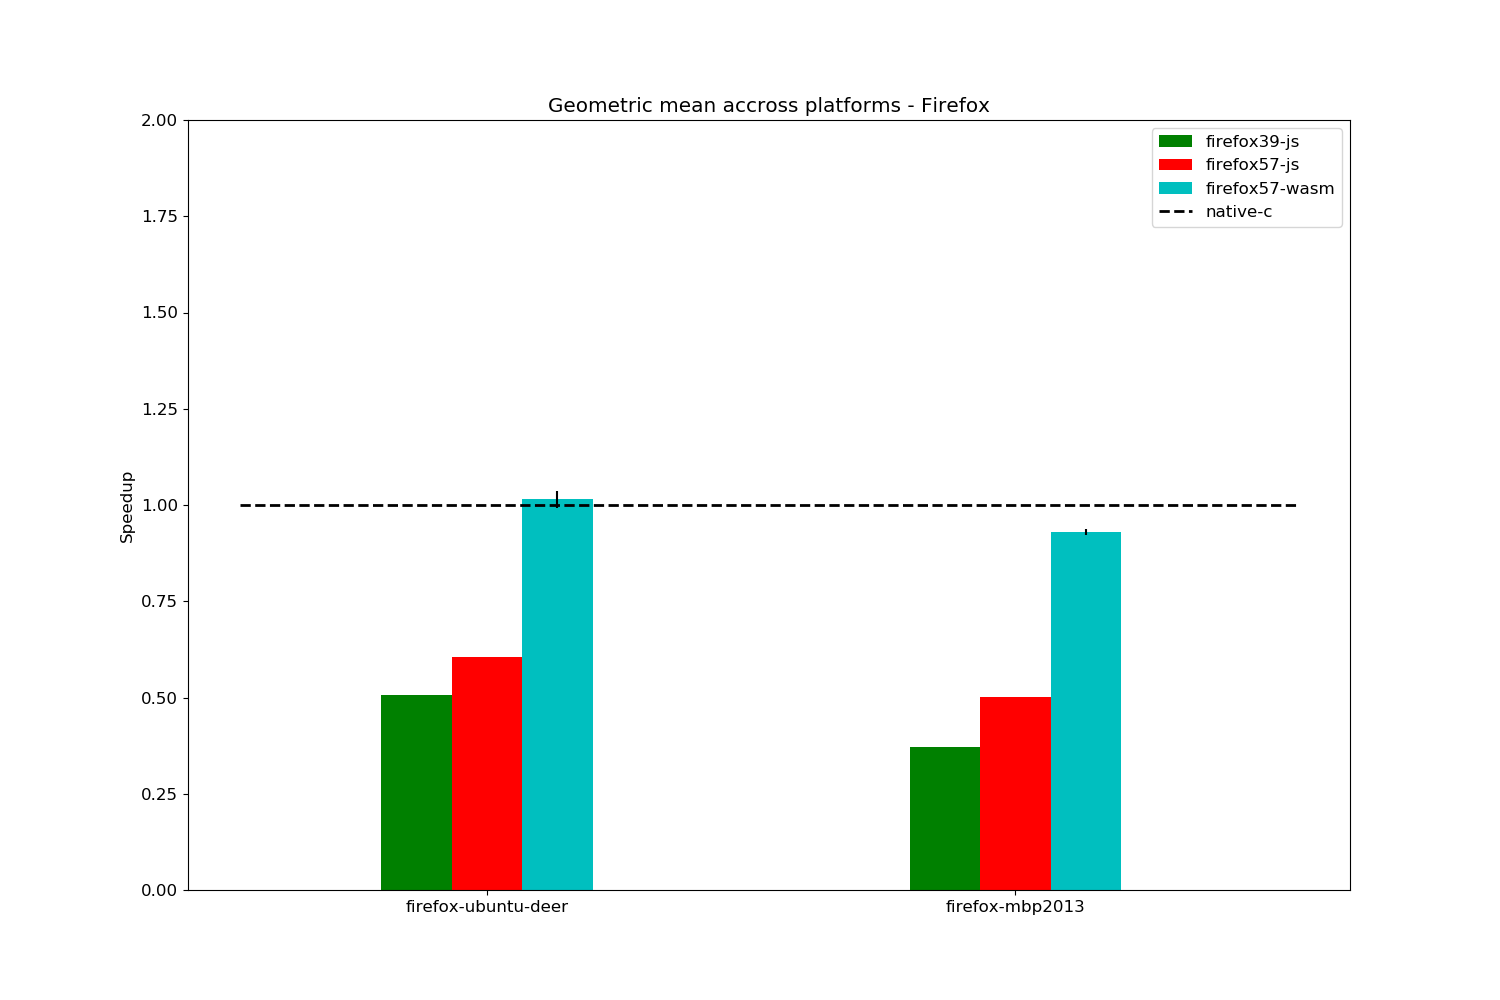 Geometric mean accross platforms - Firefox
2.00
1.75
1.50
1.25
1.00
0.75
0.50
0.25
0.00
Speedup
firefox39-js
firefox57-js
firefox57-wasm
native-c
firefox-ubuntu-deer
firefox-mbp2013